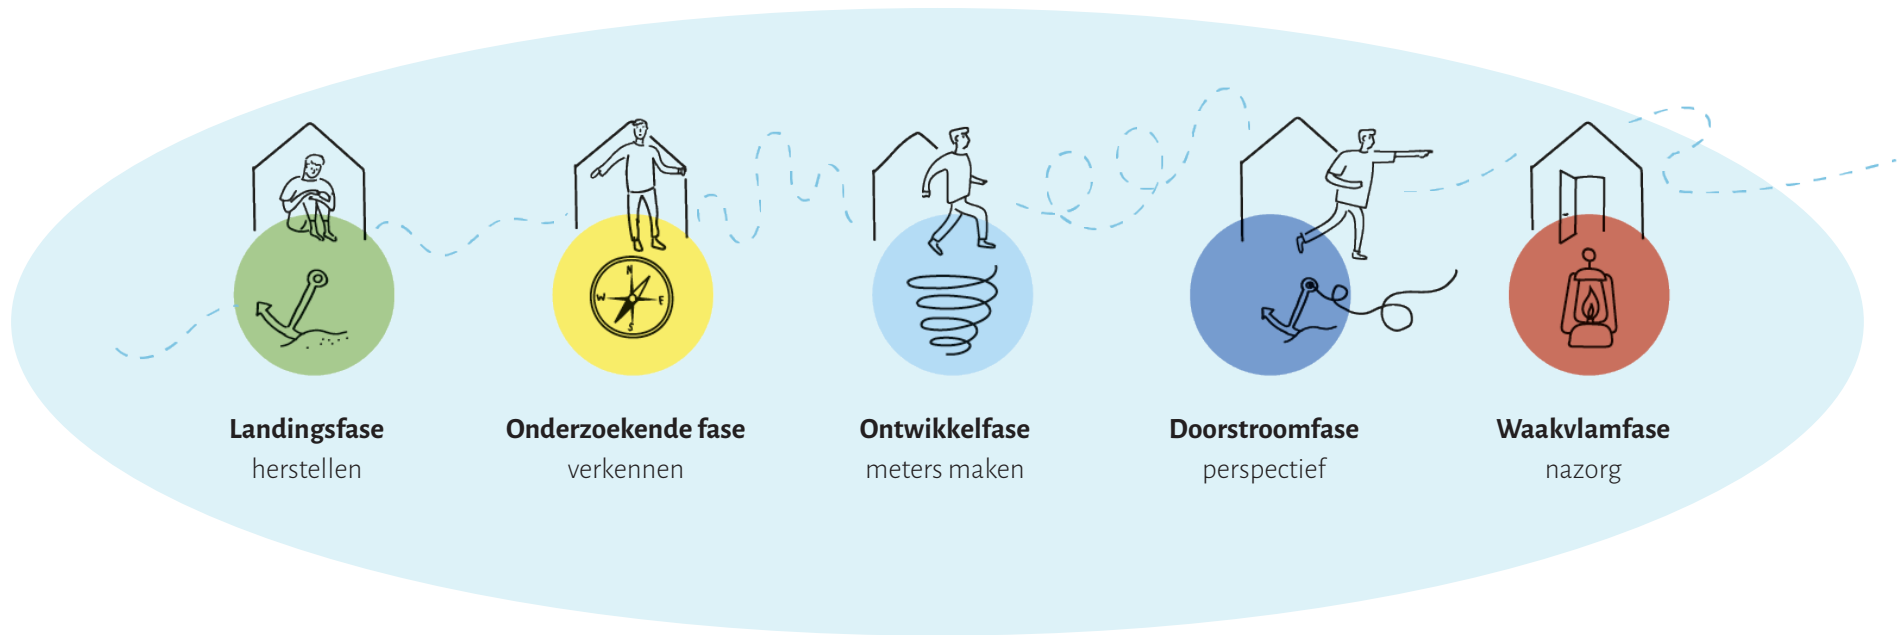 N
W E
S
Landingsfase
herstellen
Onderzoekende fase
verkennen
Ontwikkelfase
meters maken
Doorstroomfase
perspectief
Waakvlamfase
nazorg